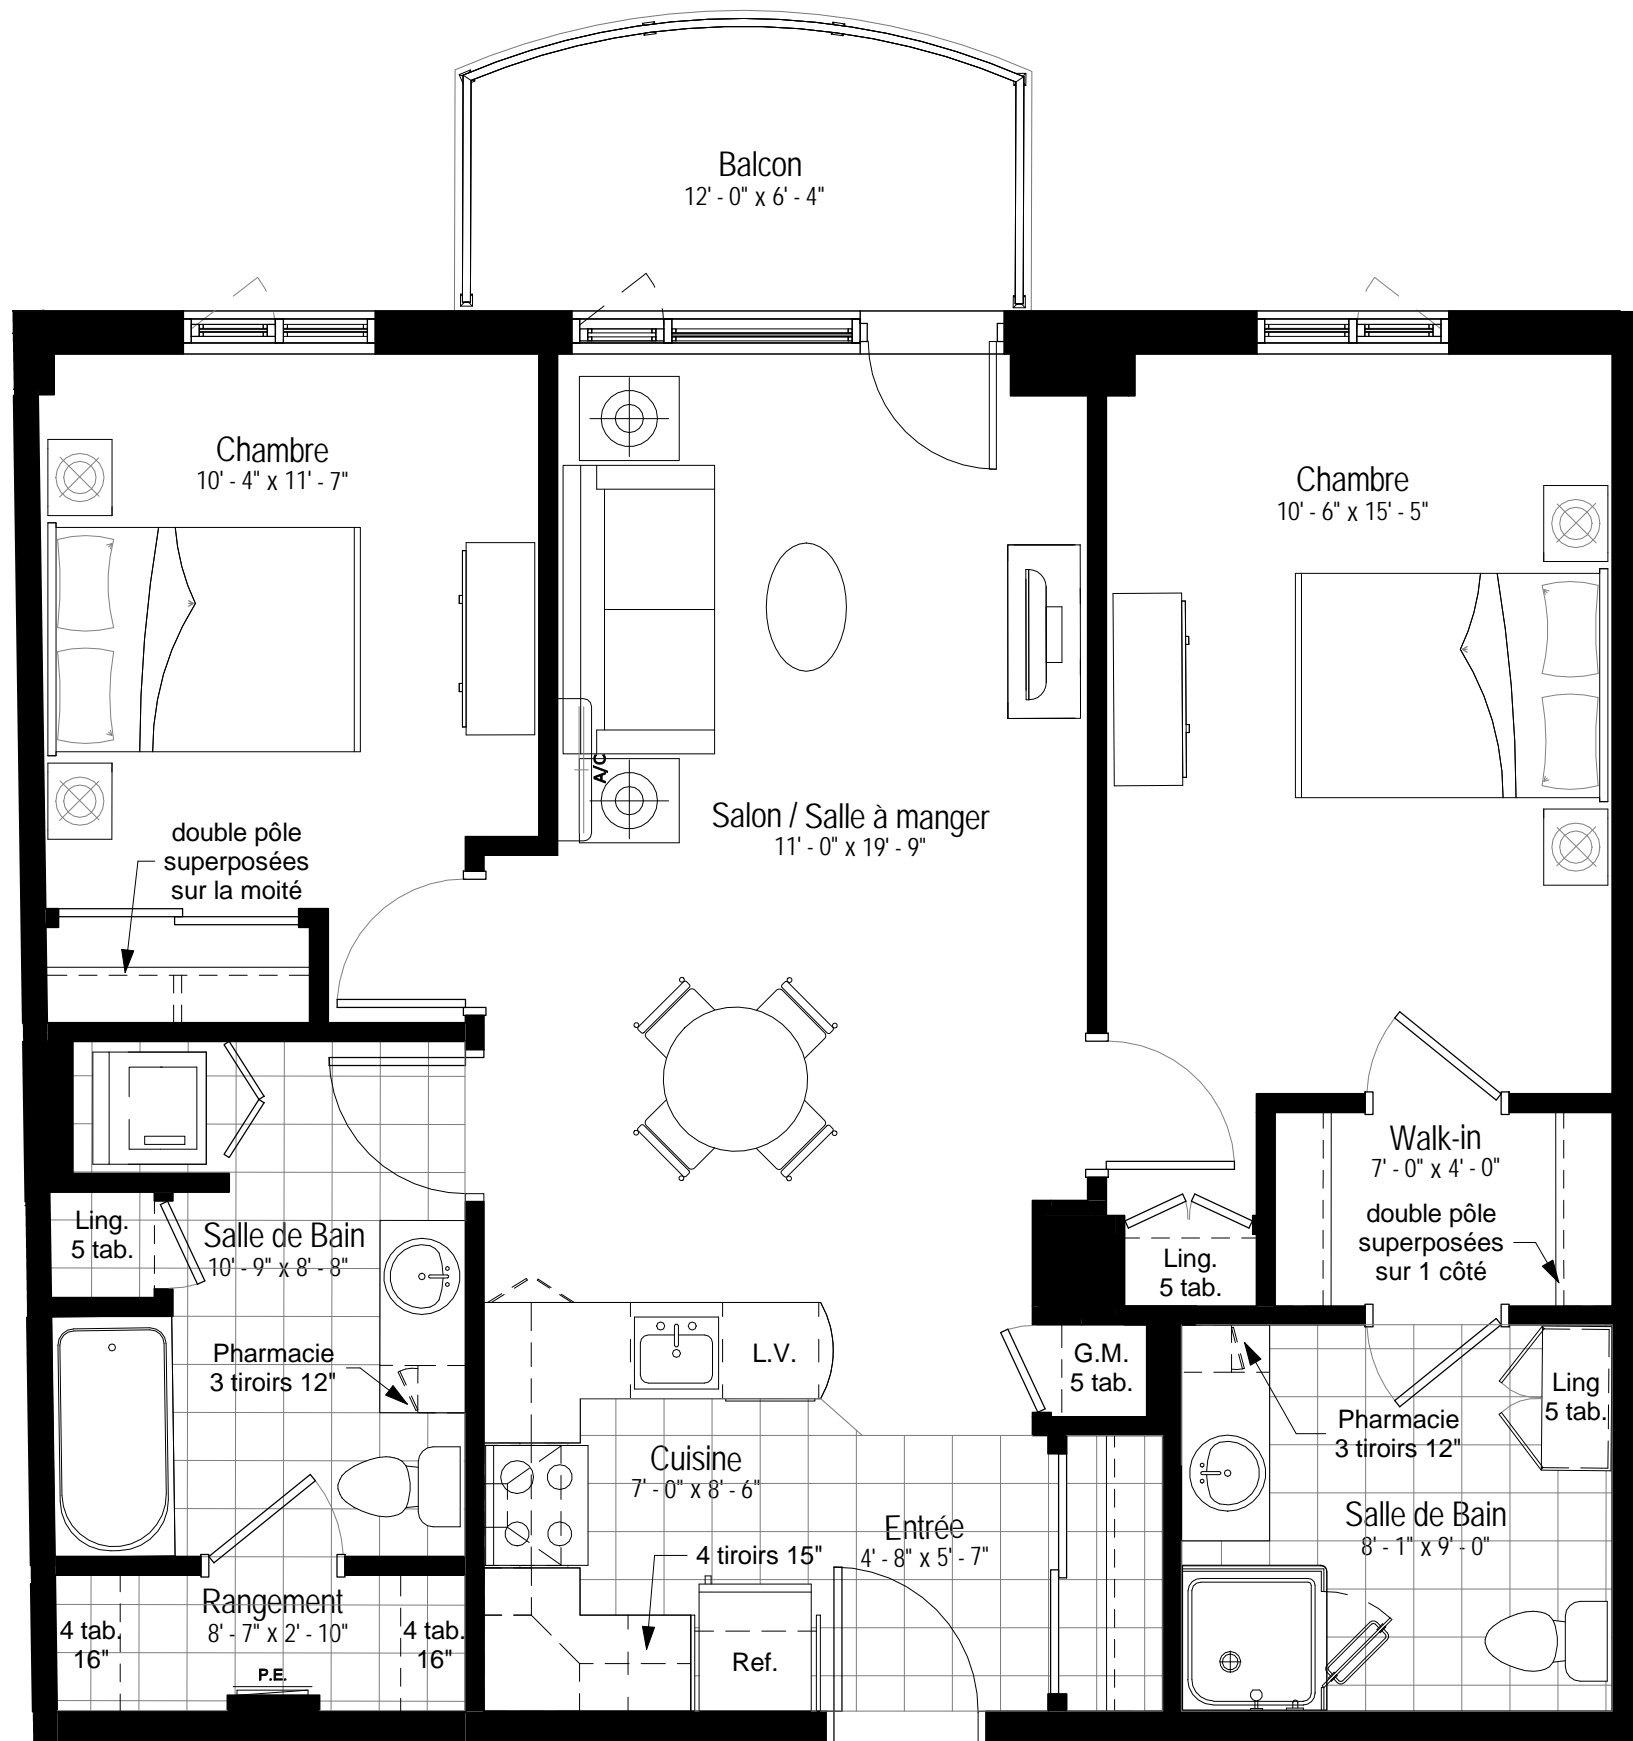 Balcon
12' - 0" x 6' - 4"
Chambre
10' - 4" x 11' - 7"
Chambre
10' - 6" x 15' - 5"
A/C
Salon / Salle à manger
11' - 0" x 19' - 9"
double pôle
superposées
sur la moité
Walk-in
7' - 0" x 4' - 0"
double pôle
superposées
sur 1 côté
Ling.
5 tab.
Salle de Bain
10' - 9" x 8' - 8"
Ling.
5 tab.
Pharmacie
3 tiroirs 12"
L.V.
G.M.
5 tab.
Ling
5 tab.
Pharmacie
3 tiroirs 12"
Cuisine
7' - 0" x 8' - 6"
Entrée
4' - 8" x 5' - 7"
Salle de Bain
8' - 1" x 9' - 0"
4 tiroirs 15"
Rangement
8' - 7" x 2' - 10"
4 tab.
16"
4 tab.
16"
P.E.
Ref.